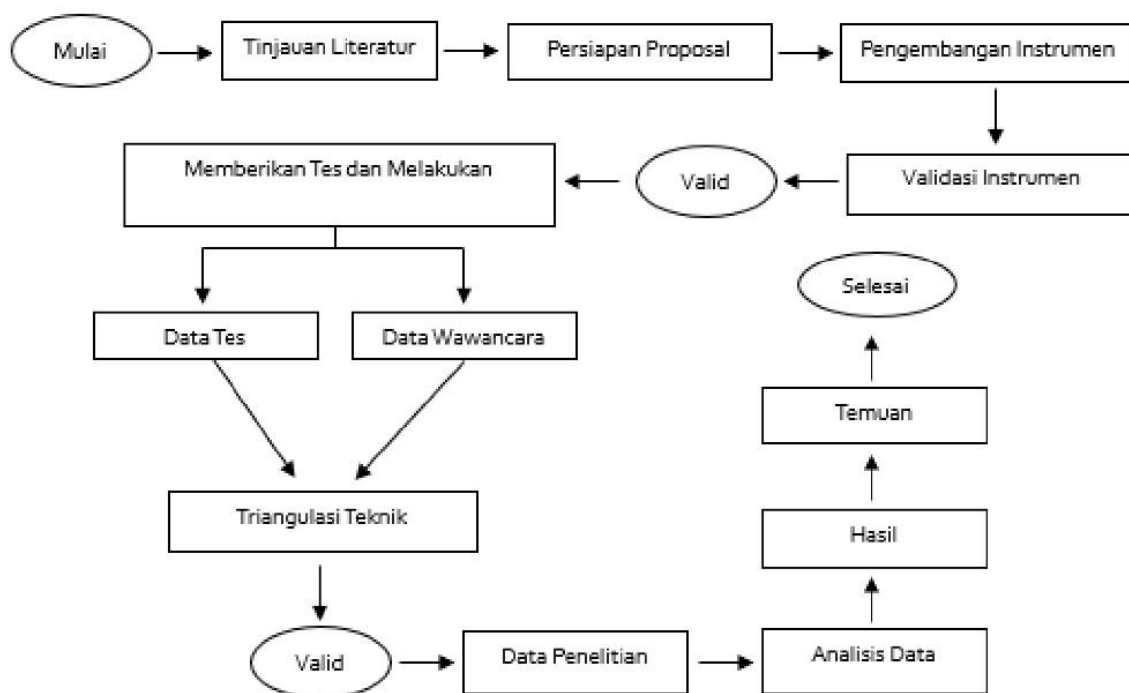 Mulai
Tinjauan Literatur
Persiapan Proposal
Pengembangan Instrumen
Validasi Instrumen
Valid
Memberikan Tes dan Melakukan
Data Tes
Data Wawancara
Triangulasi Teknik
Valid
Data Penelitian
Analisis Data
Hasil
Temuan
Selesai